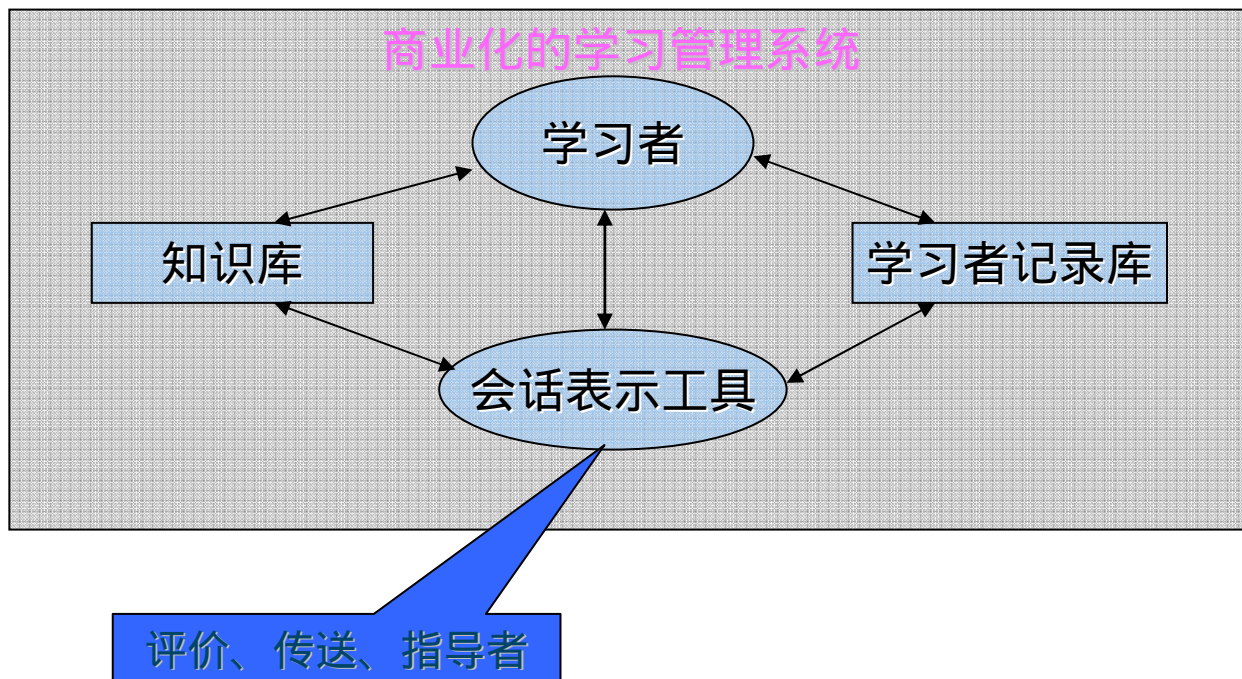 商业化的学习管理系统
学习者
知识库
学习者记录库
会话表示工具
评价、传送、指导者